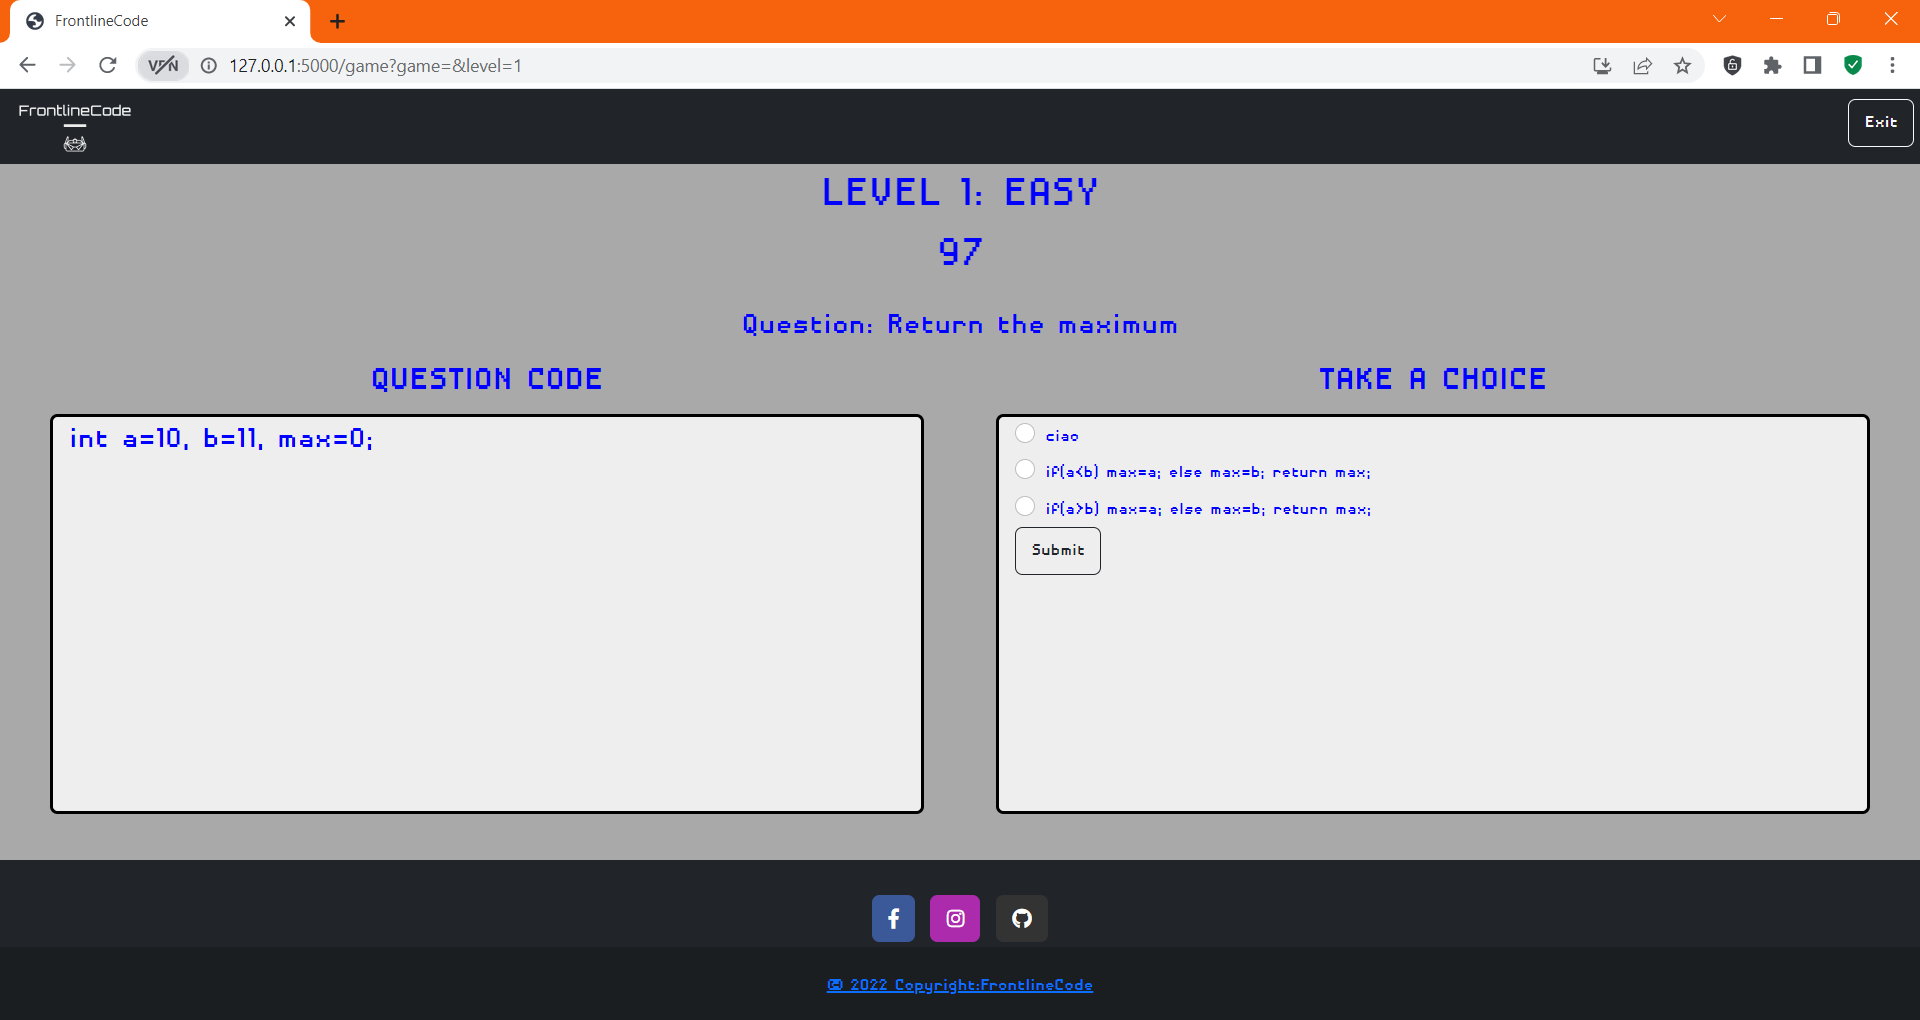 FrontlineCode
VPN
127.0.0.1:5000/game?game=&level=1
FrontlineCode
Exit
LEVEL 1: EASY
97
Question: Return the maximum
QUESTION CODE
TAKE A CHOICE
int a=10, b=11, max=0;
ciao
if(a<b) max=a; else max=b; return max;
if(a>b) max=a; else max=b; return max;
Submit
© 2022 Copyright:FrontlineCode